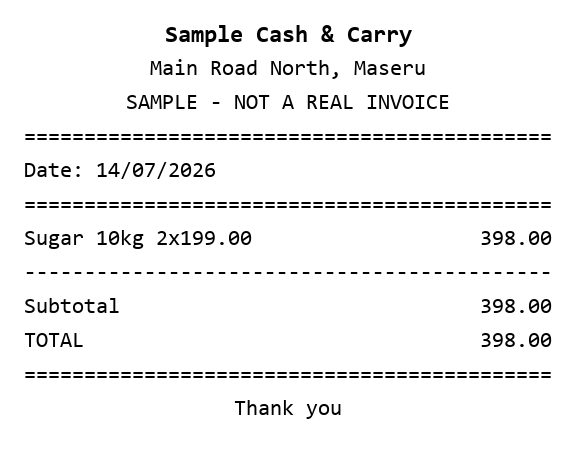 Sample Cash & Carry
Main Road North, Maseru
SAMPLE - NOT A REAL INVOICE
============================================
Date: 14/07/2026
============================================
Sugar 10kg 2x199.00 398.00
--------------------------------------------
Subtotal 398.00
TOTAL 398.00
============================================
Thank you